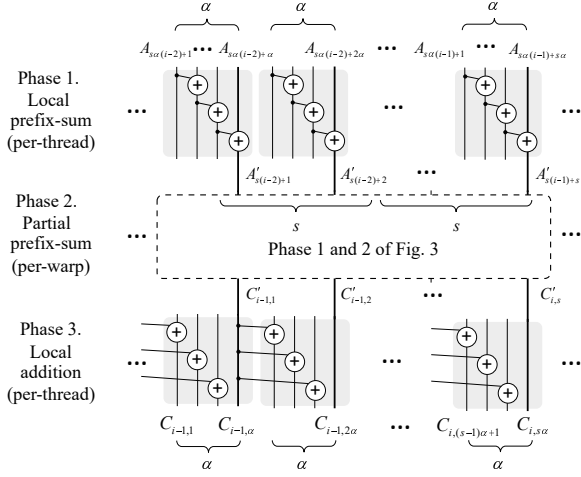 α α α
A_{sα(i-2)+1} ••• A_{sα(i-2)+α} A_{sα(i-2)+2α} ••• A_{sα(i-1)+1} ••• A_{sα(i-1)+sα}
Phase 1.
Local
prefix-sum
(per-thread)
••• ••• •••
•••
A′_{s(i-2)+1} A′_{s(i-2)+2} A′_{s(i-1)+s}
Phase 2.
Partial
prefix-sum
(per-warp)
s s
••• Phase 1 and 2 of Fig. 3 •••
C′_{i-1,1} C′_{i-1,2} ••• C′_{i,s}
Phase 3.
Local
addition
(per-thread)
••• ••• •••
C_{i-1,1} C_{i-1,α} C_{i-1,2α} ••• C_{i,(s-1)α+1} C_{i,sα}
α α α